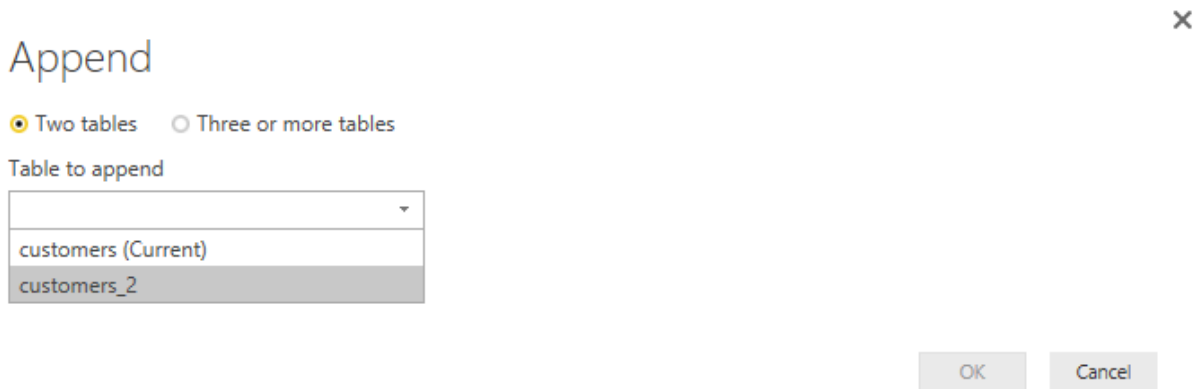 Append
Two tables Three or more tables
Table to append
customers (Current)
customers_2
OK Cancel